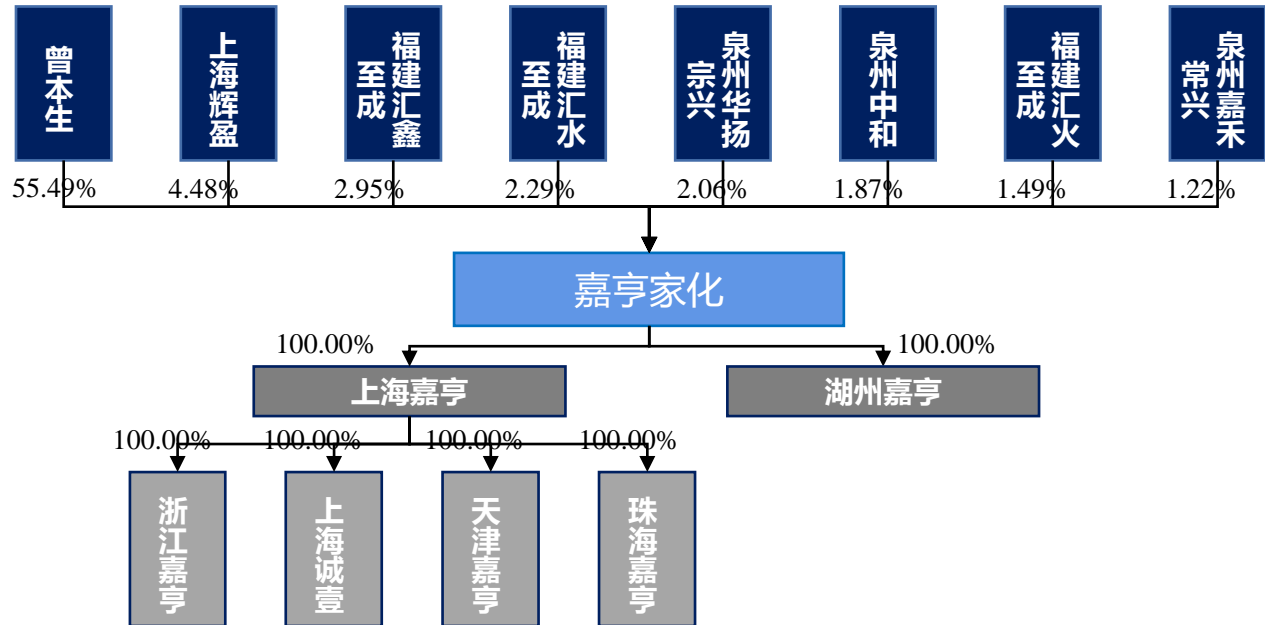 曾本生
上海辉盈
福建汇鑫
至成
福建汇水
至成
泉州华扬
宗兴
泉州中和
福建汇火
至成
泉州嘉禾
常兴
55.49%
4.48%
2.95%
2.29%
2.06%
1.87%
1.49%
1.22%
嘉亨家化
100.00%
100.00%
上海嘉亨
湖州嘉亨
100.00%
100.00%
100.00%
100.00%
浙江嘉亨
上海诚壹
天津嘉亨
珠海嘉亨